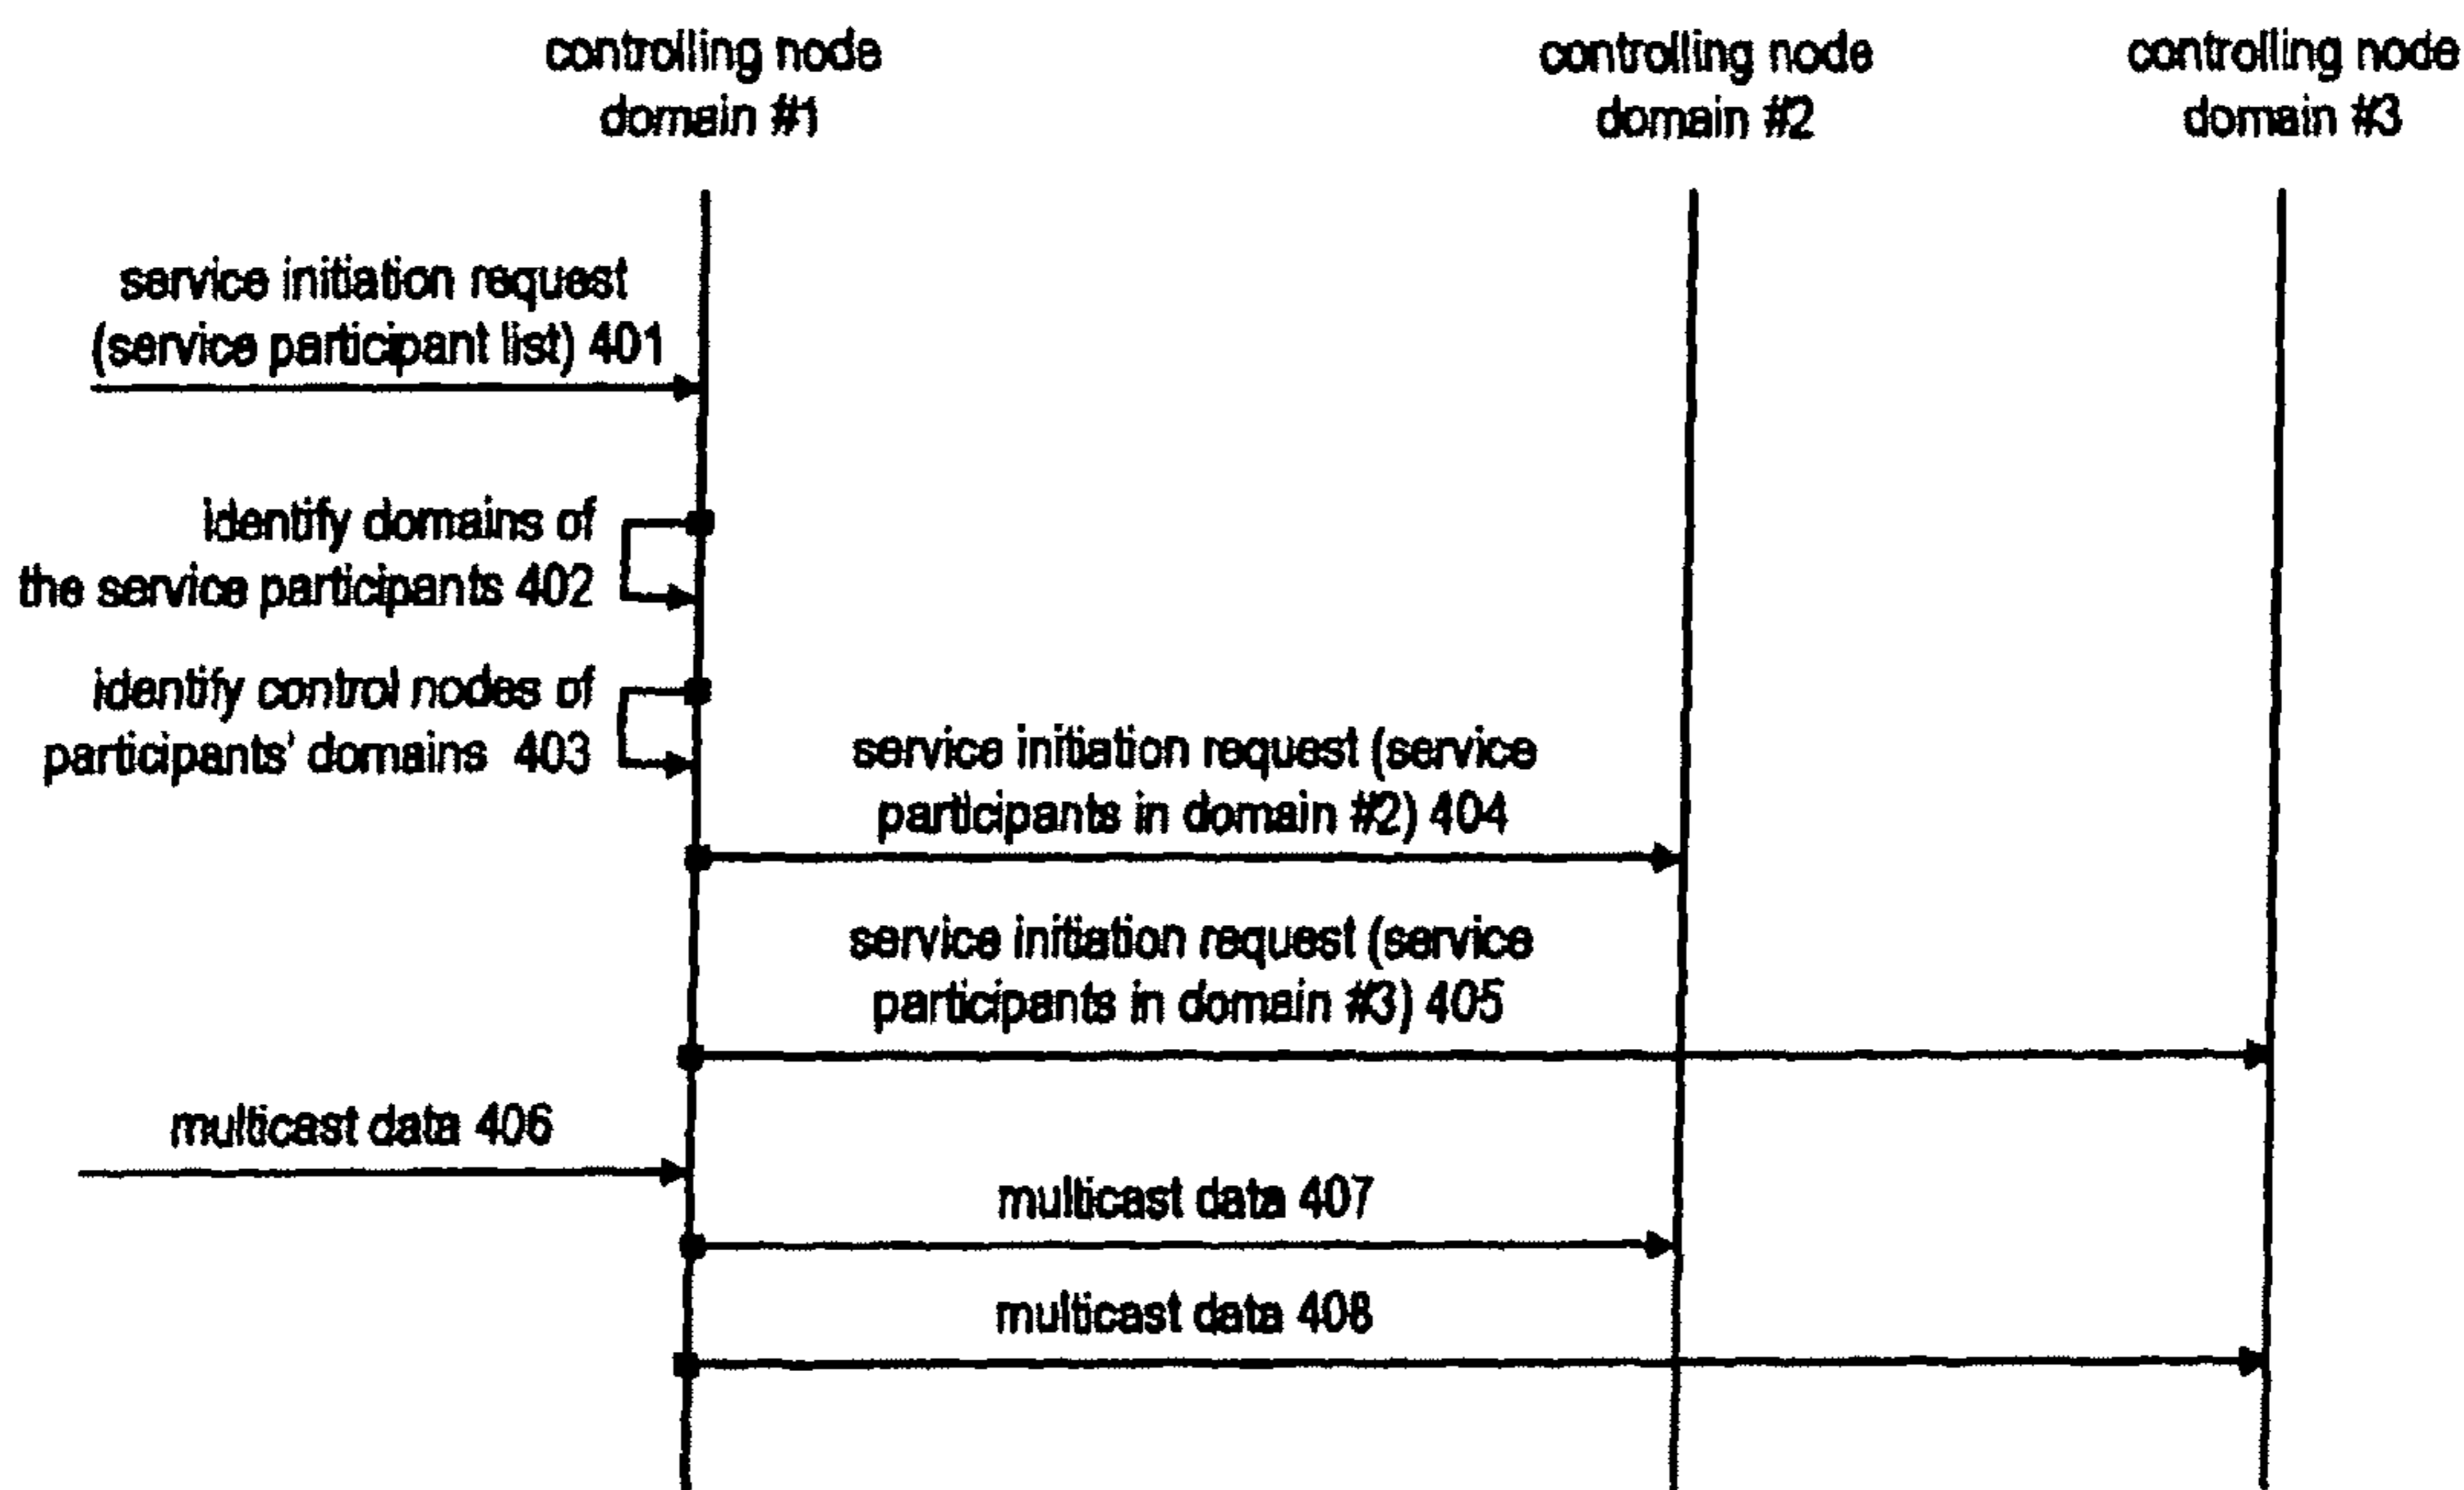 controlling node
domain #1
controlling node
domain #2
controlling node
domain #3
service initiation request
(service participant list) 401
identify domains of
the service participants 402
identify control nodes of
participants' domains 403
service initiation request (service
participants in domain #2) 404
service initiation request (service
participants in domain #3) 405
multicast data 406
multicast data 407
multicast data 408